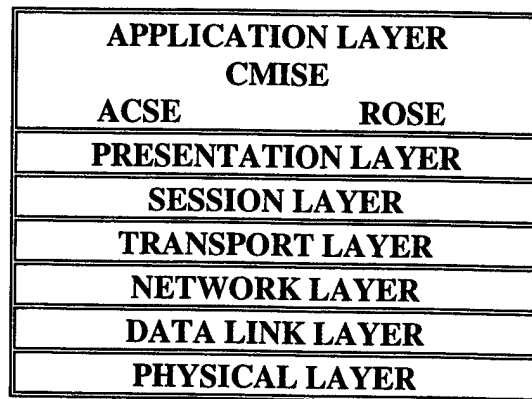 APPLICATION LAYER
CMISE
ACSE ROSE
PRESENTATION LAYER
SESSION LAYER
TRANSPORT LAYER
NETWORK LAYER
DATA LINK LAYER
PHYSICAL LAYER